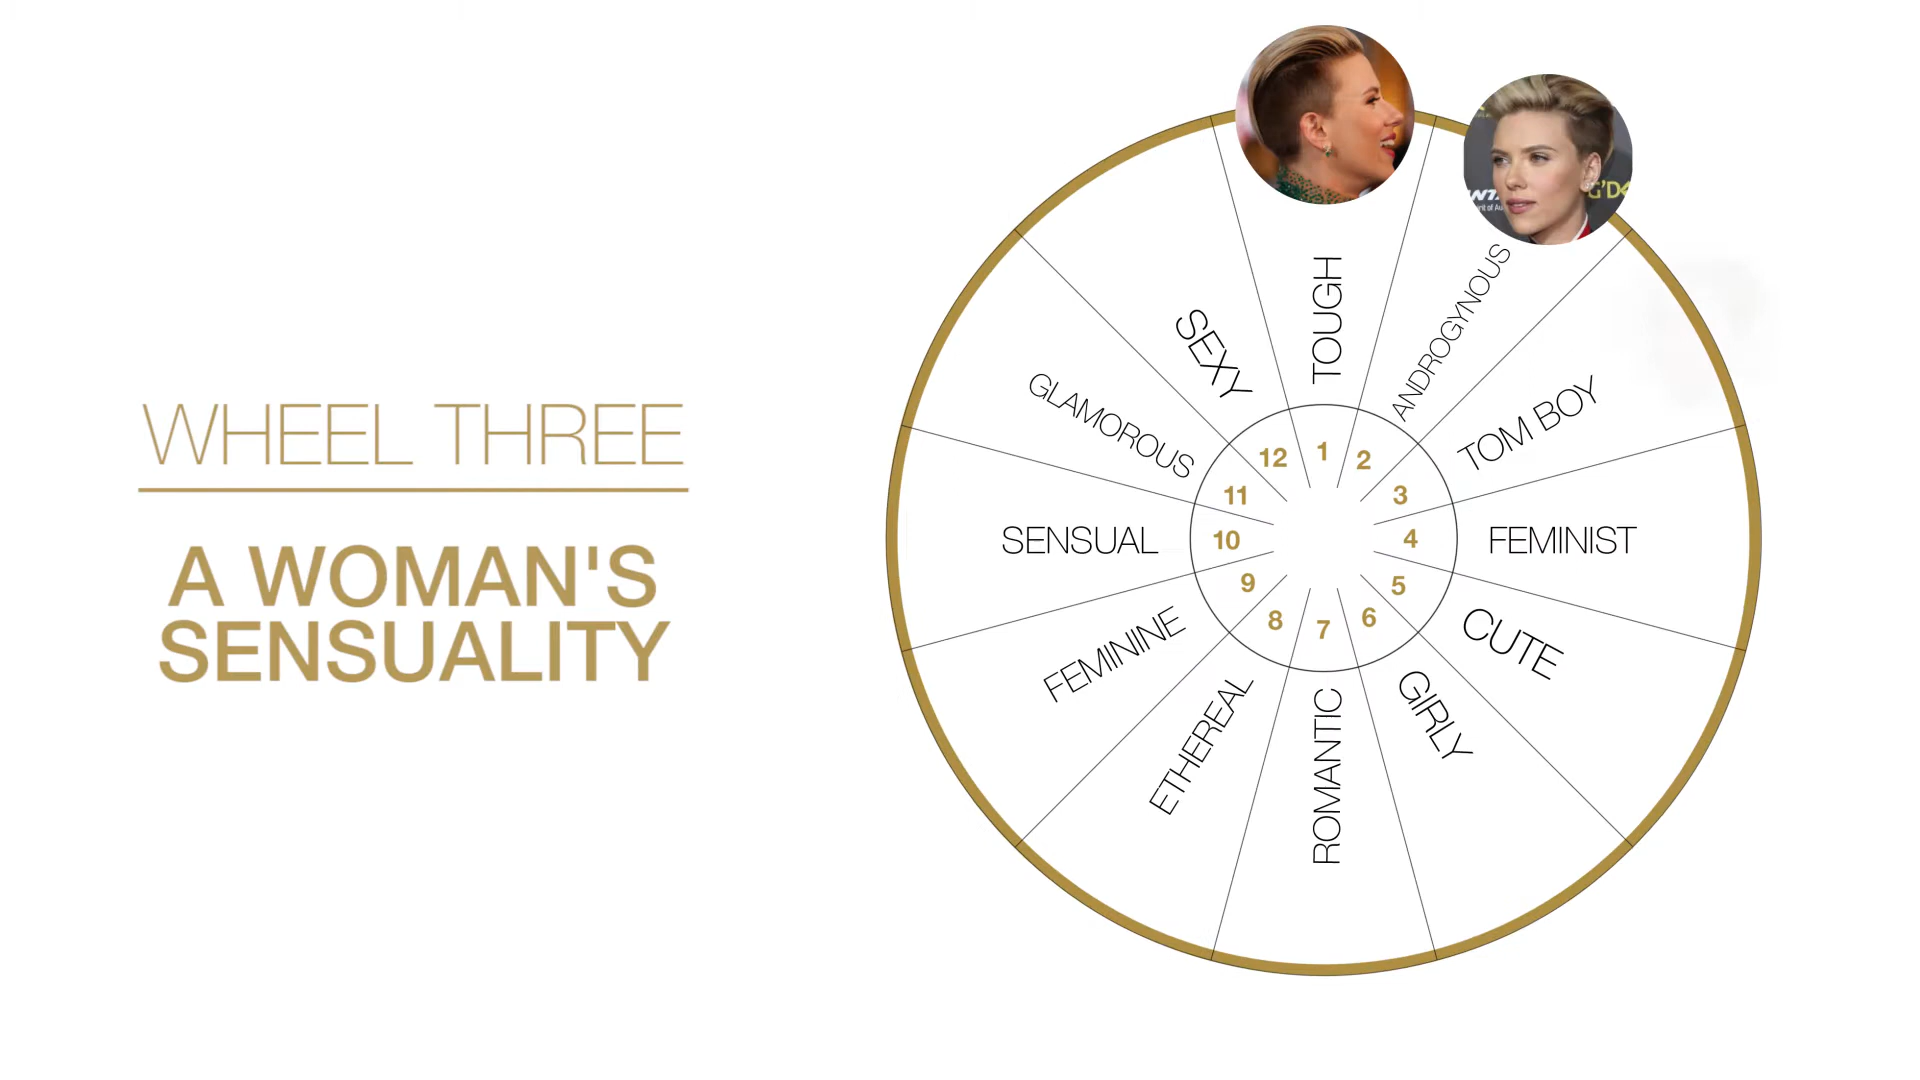 WHEEL THREE
A WOMAN'S
SENSUALITY
1 TOUGH
2 ANDROGYNOUS
3 TOM BOY
4 FEMINIST
5 CUTE
6 GIRLY
7 ROMANTIC
8 ETHEREAL
9 FEMININE
10 SENSUAL
11 GLAMOROUS
12 SEXY
G'D